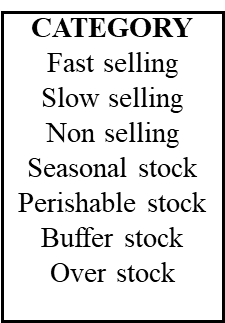 CATEGORY
Fast selling
Slow selling
Non selling
Seasonal stock
Perishable stock
Buffer stock
Over stock